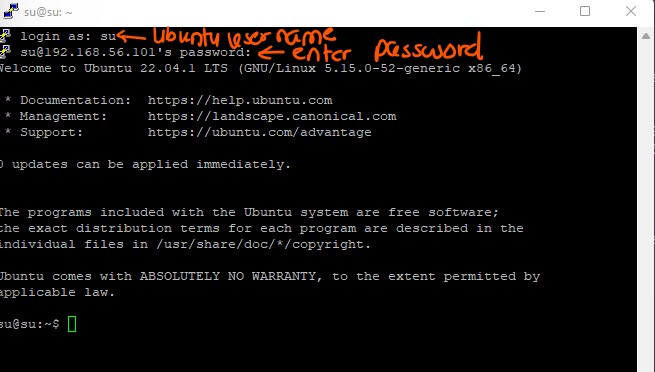 su@su: ~
login as: su ← Ubuntu username
su@192.168.56.101's password: ← enter password
Welcome to Ubuntu 22.04.1 LTS (GNU/Linux 5.15.0-52-generic x86_64)
* Documentation: https://help.ubuntu.com
* Management: https://landscape.canonical.com
* Support: https://ubuntu.com/advantage
0 updates can be applied immediately.
The programs included with the Ubuntu system are free software;
the exact distribution terms for each program are described in the
individual files in /usr/share/doc/*/copyright.
Ubuntu comes with ABSOLUTELY NO WARRANTY, to the extent permitted by
applicable law.
su@su:~$